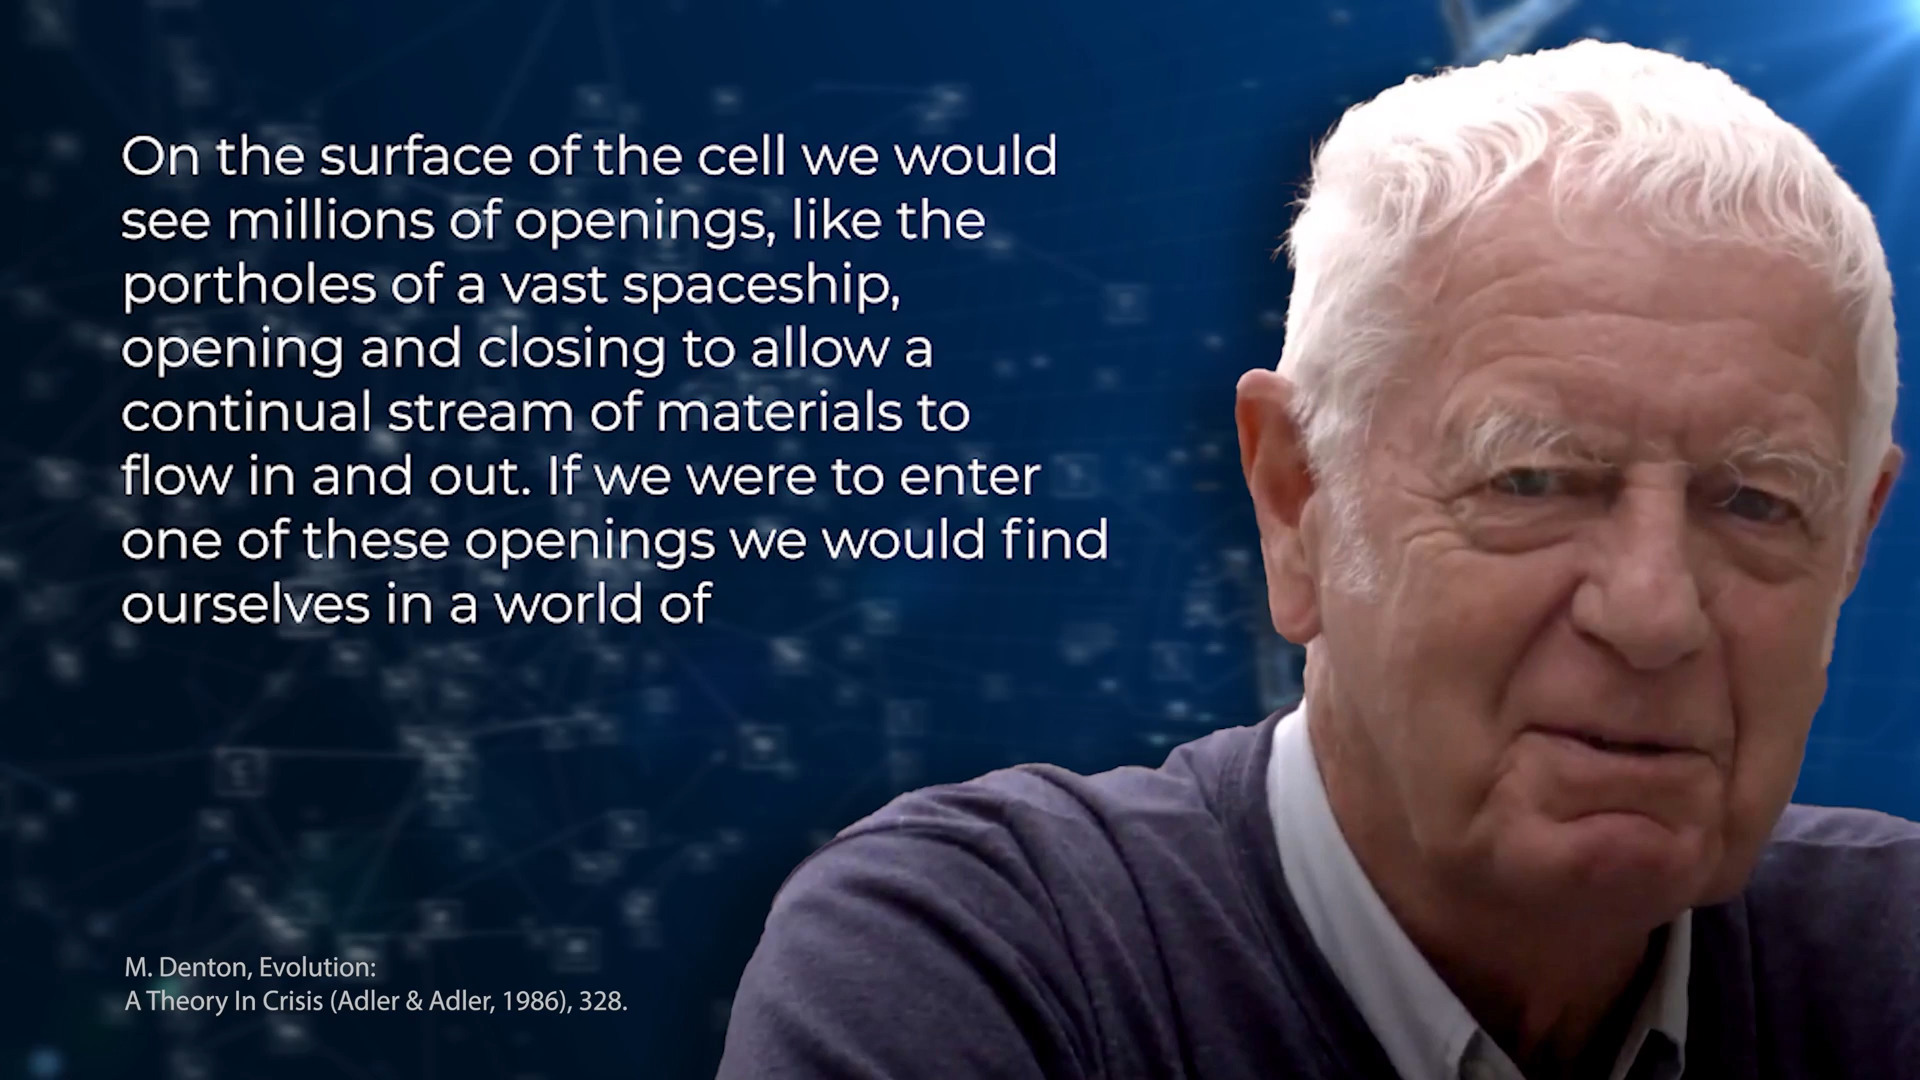 On the surface of the cell we would
see millions of openings, like the
portholes of a vast spaceship,
opening and closing to allow a
continual stream of materials to
flow in and out. If we were to enter
one of these openings we would find
ourselves in a world of
M. Denton, Evolution:
A Theory In Crisis (Adler & Adler, 1986), 328.